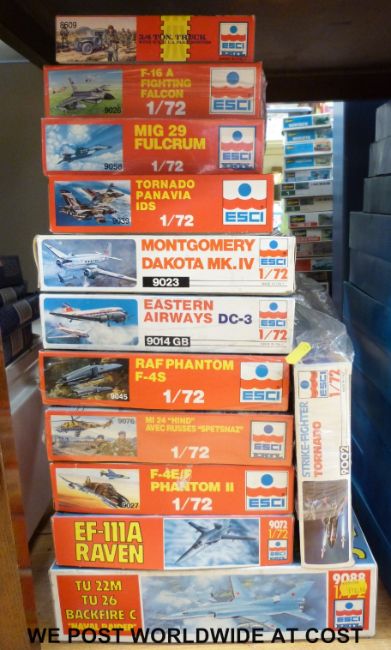 8609
3/4 TON. TRUCK
ESCI
F-16 A
FIGHTING
FALCON
9026
1/72
ESCI
MIG 29
FULCRUM
9058
1/72
ESCI
TORNADO
PANAVIA
IDS
1/72
ESCI
MONTGOMERY
DAKOTA MK.IV
9023
ESCI
1/72
EASTERN
AIRWAYS DC-3
9014 GB
ESCI
1/72
RAF PHANTOM
F-4S
9045
1/72
ESCI
9076
MI 24 "HIND"
AVEC RUSSES "SPETSNAZ"
1/72
ESCI
F-4E/F
PHANTOM II
9027
1/72
ESCI
EF-111A
RAVEN
9072
1/72
ESCI
TU 22M
TU 26
BACKFIRE C
"NAVAL RAIDER"
9088
ESCI
STRIKE-FIGHTER
TORNADO
9032
ESCI
1/72
WE POST WORLDWIDE AT COST